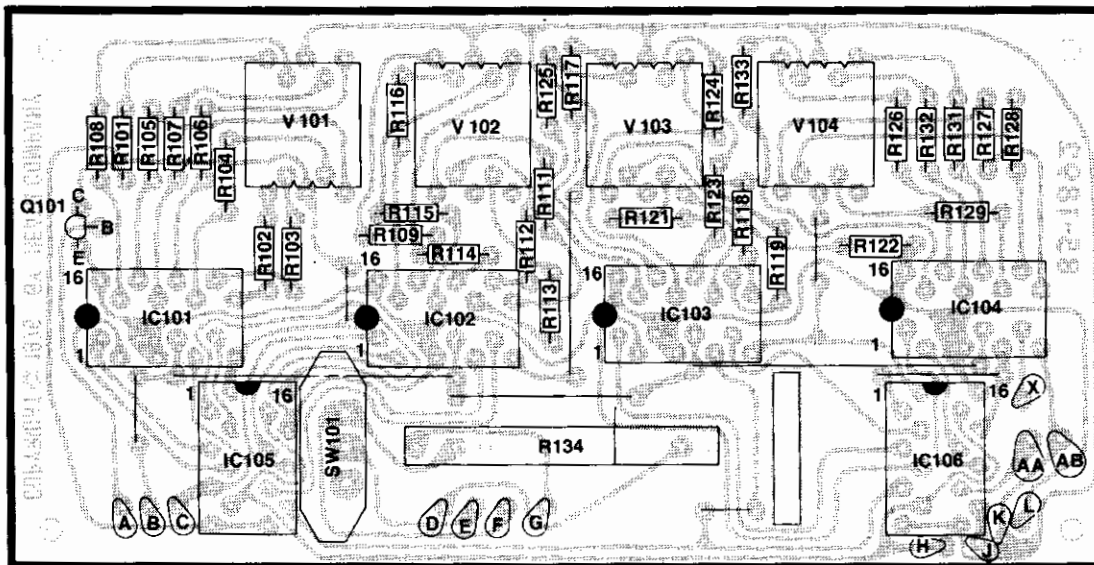 R108
R101
R105
R107
R106
R104
V 101
R116
V 102
R125
R117
V 103
R124
R133
V 104
R126
R132
R131
R127
R128
Q101
C
B
E
R102
R103
R115
R109
R114
R111
R112
R113
R121
R123
R118
R119
R122
R129
16
IC101
1
16
IC102
1
16
IC103
1
16
IC104
1
1
16
IC105
SW101
R134
1
16
IC106
X
AA
AB
A
B
C
D
E
F
G
H
J
K
L